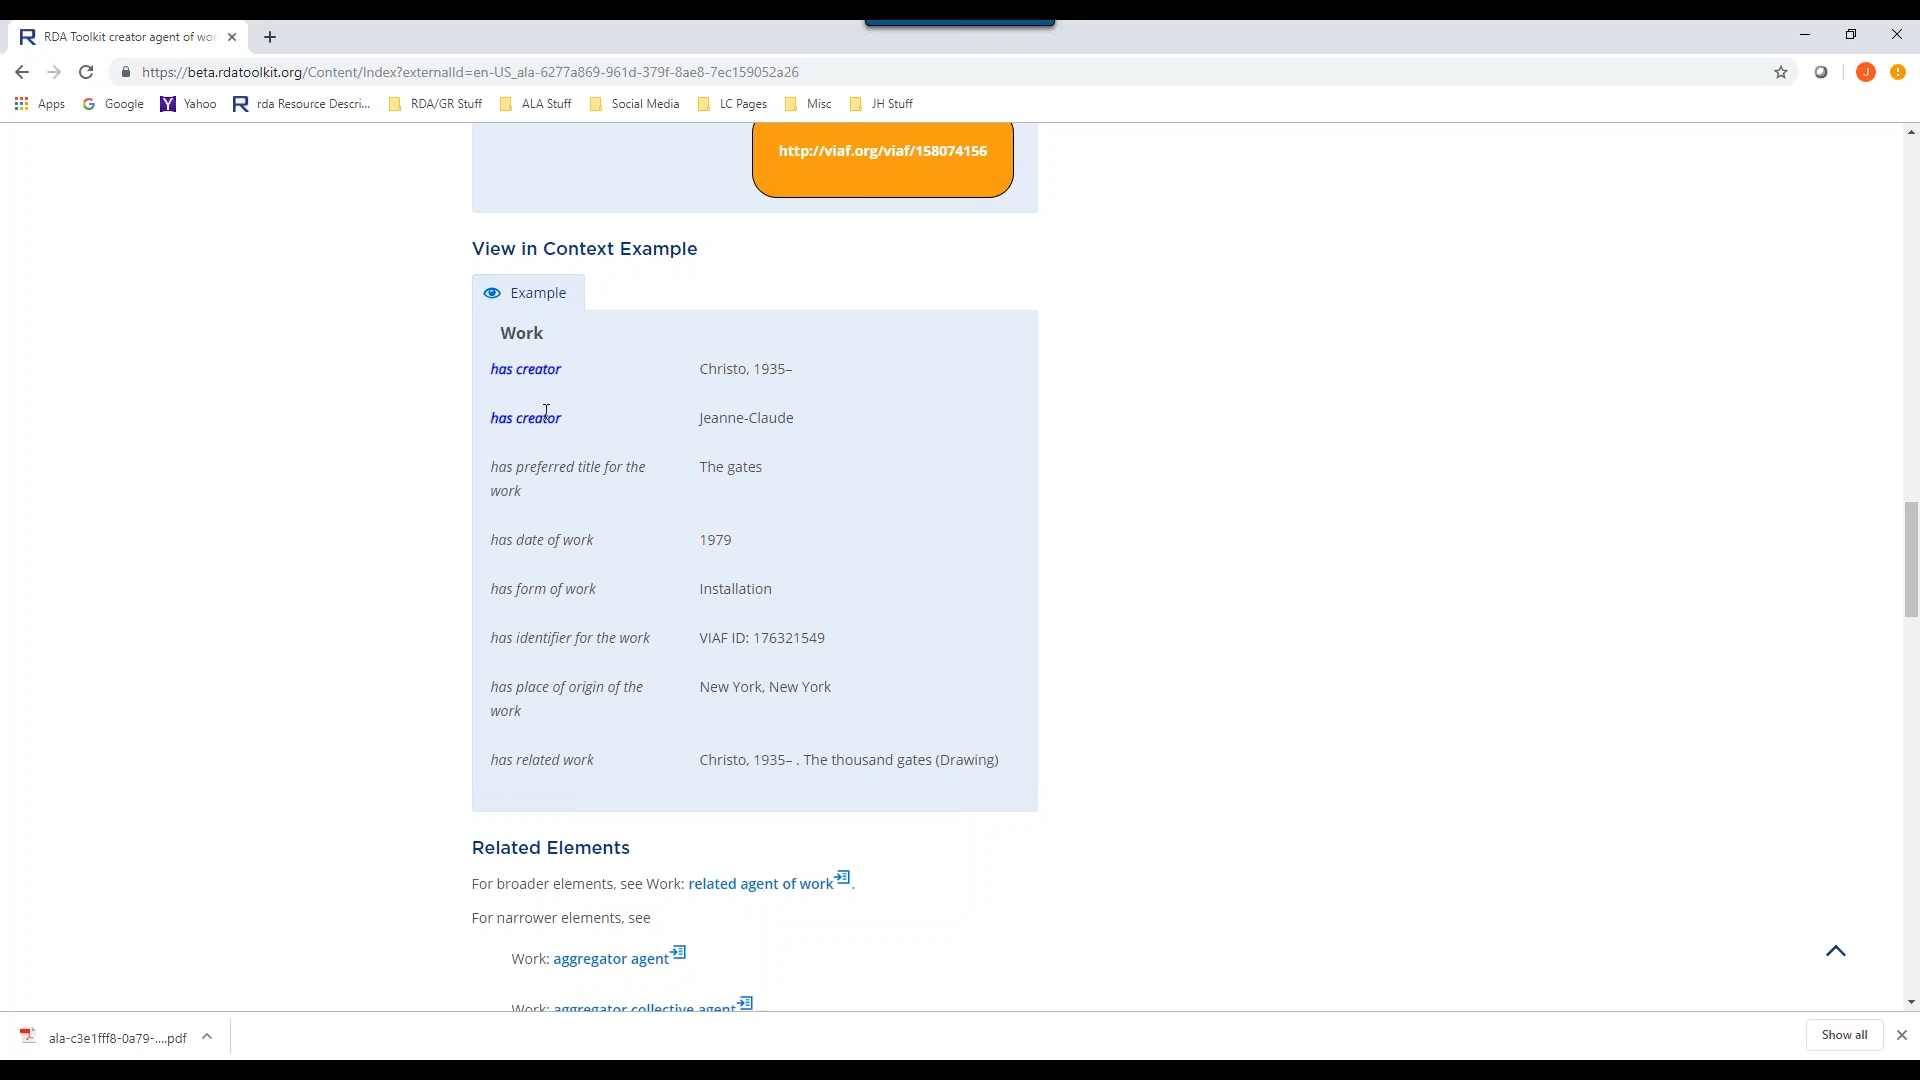 RDA Toolkit creator agent of wor
https://beta.rdatoolkit.org/Content/Index?externalId=en-US_ala-6277a869-961d-379f-8ae8-7ec159052a26
J
Apps Google Yahoo rda Resource Descri... RDA/GR Stuff ALA Stuff Social Media LC Pages Misc JH Stuff
http://viaf.org/viaf/158074156
View in Context Example
Example
Work
has creator Christo, 1935–
has creator Jeanne-Claude
has preferred title for the The gates
work
has date of work 1979
has form of work Installation
has identifier for the work VIAF ID: 176321549
has place of origin of the New York, New York
work
has related work Christo, 1935– . The thousand gates (Drawing)
Related Elements
For broader elements, see Work: related agent of work .
For narrower elements, see
Work: aggregator agent
Work: aggregator collective agent
ala-c3e1fff8-0a79-....pdf Show all